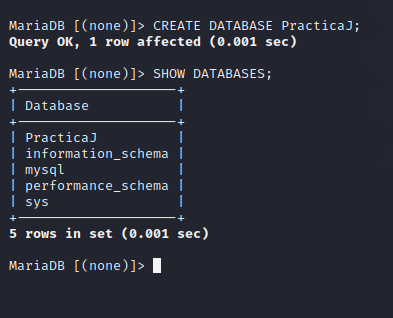 MariaDB [(none)]> CREATE DATABASE PracticaJ;
Query OK, 1 row affected (0.001 sec)
MariaDB [(none)]> SHOW DATABASES;
+--------------------+
| Database           |
+--------------------+
| PracticaJ          |
| information_schema |
| mysql              |
| performance_schema |
| sys                |
+--------------------+
5 rows in set (0.001 sec)
MariaDB [(none)]>